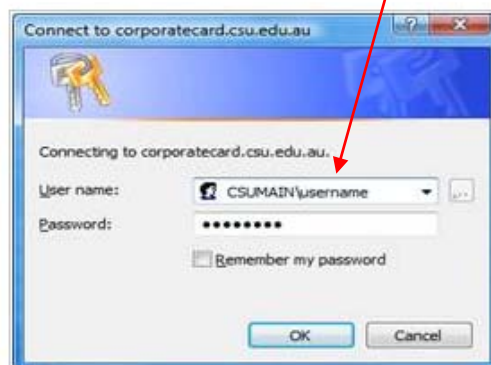 Connect to corporatecard.csu.edu.au
Connecting to corporatecard.csu.edu.au.
User name: CSUMAIN\username
Password: ••••••••
Remember my password
OK Cancel